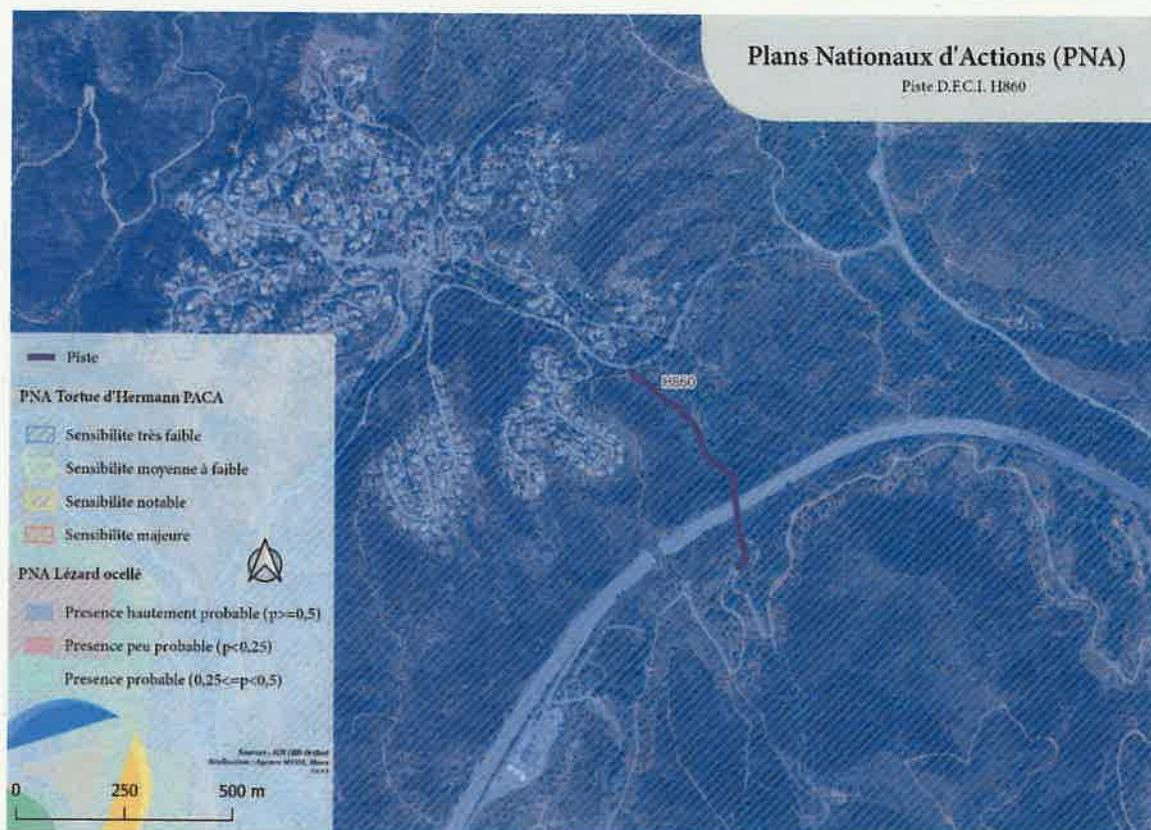 Plans Nationaux d'Actions (PNA)
Piste D.F.C.I. H860
H860
Piste
PNA Tortue d'Hermann PACA
Sensibilite très faible
Sensibilite moyenne à faible
Sensibilite notable
Sensibilite majeure
PNA Lézard ocellé
Presence hautement probable (p>=0,5)
Presence peu probable (p<0,25)
Presence probable (0,25<=p<0,5)
0 250 500 m